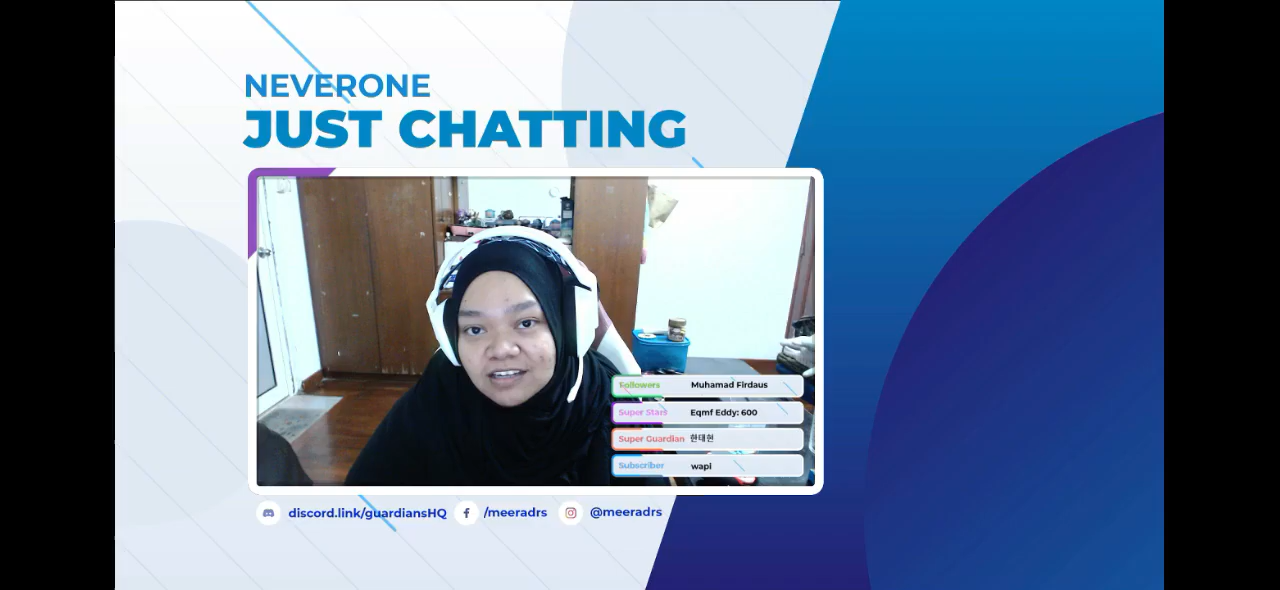 NEVERONE
JUST CHATTING
Followers Muhamad Firdaus
Super Stars Eqmf Eddy: 600
Super Guardian 한태현
Subscriber wapi
discord.link/guardiansHQ /meeradrs @meeradrs